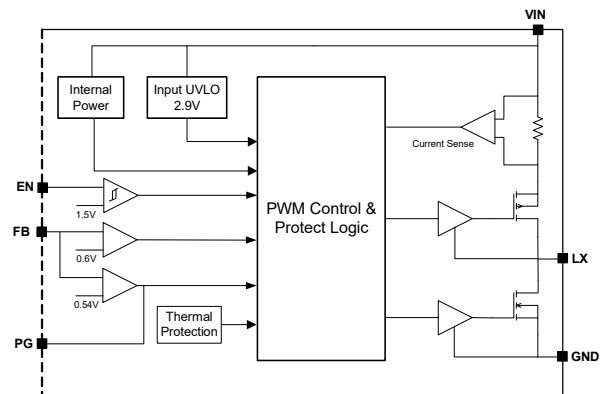 VIN
Internal
Power
Input UVLO
2.9V
Current Sense
EN
1.5V
PWM Control &
Protect Logic
FB
0.6V
LX
0.54V
Thermal
Protection
PG
GND